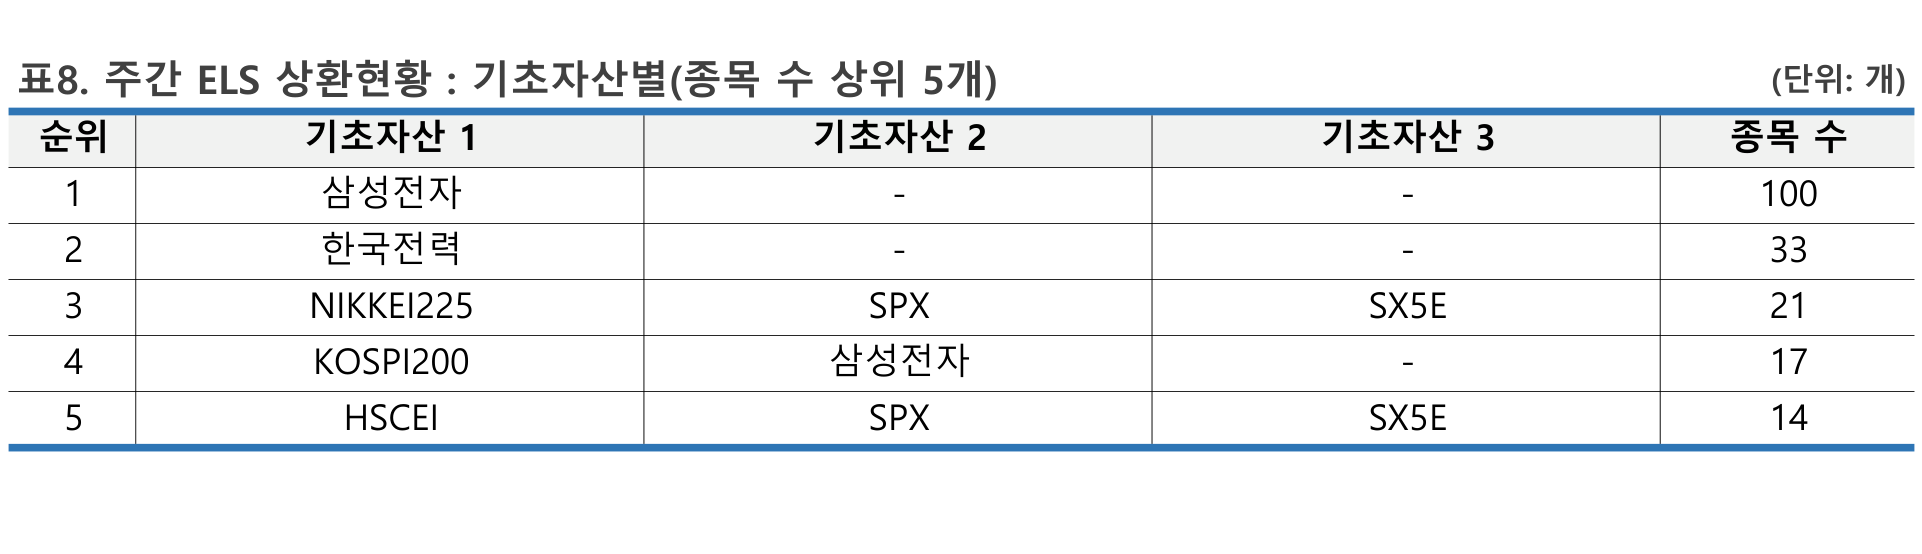 표8. 주간 ELS 상환현황 : 기초자산별(종목 수 상위 5개) (단위: 개)
순위 기초자산 1 기초자산 2 기초자산 3 종목 수
1 삼성전자 - - 100
2 한국전력 - - 33
3 NIKKEI225 SPX SX5E 21
4 KOSPI200 삼성전자 - 17
5 HSCEI SPX SX5E 14